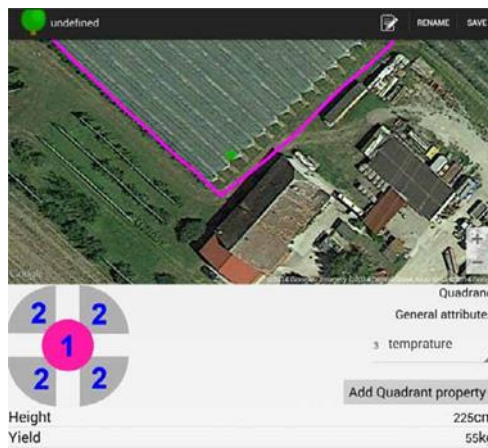 undefined
RENAME
SAVE
Google
2
2
1
2
2
Quadran
General attribute
3 temprature
Add Quadrant property
Height
225cm
Yield
55k